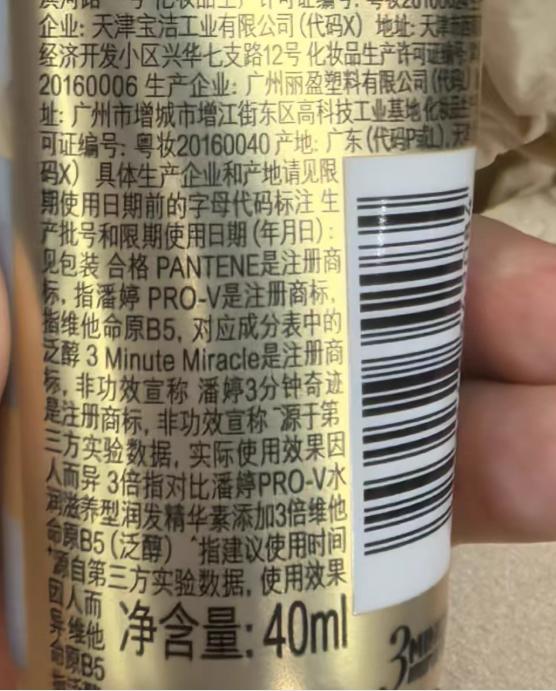 企业: 天津宝洁工业有限公司(代码X) 地址: 天津市西
经济开发小区兴华七支路12号 化妆品生产许可证编号:
20160006 生产企业: 广州丽盈塑料有限公司(代码
址: 广州市增城市增江街东区高科技工业基地 化妆品生
可证编号: 粤妆20160040 产地: 广东(代码P或L), 天津
码X) 具体生产企业和产地请见限
期使用日期前的字母代码标注 生
产批号和限期使用日期 (年月日):
见包装 合格 PANTENE是注册商
标, 指潘婷 PRO-V是注册商标,
指维他命原B5, 对应成分表中的
泛醇 3 Minute Miracle是注册商
标, 非功效宣称 潘婷3分钟奇迹
是注册商标, 非功效宣称 ˜源于第
三方实验数据, 实际使用效果因
人而异 3倍指对比潘婷PRO-V水
润滋养型润发精华素添加3倍维他
命原B5 (泛醇) ^指建议使用时间
*源自第三方实验数据, 使用效果
因人而
异 维他
命原B5
净含量: 40ml
3